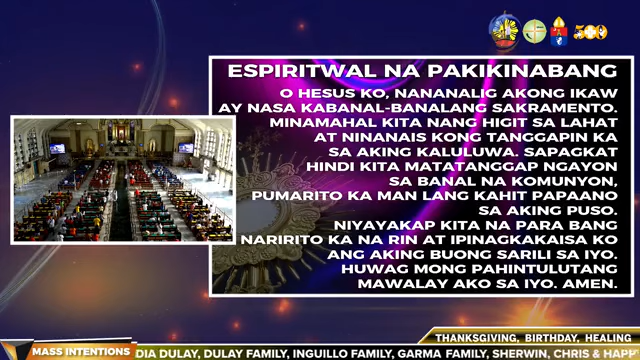 500
ESPIRITWAL NA PAKIKINABANG
O HESUS KO, NANANALIG AKONG IKAW
AY NASA KABANAL-BANALANG SAKRAMENTO.
MINAMAHAL KITA NANG HIGIT SA LAHAT
AT NINANAIS KONG TANGGAPIN KA
SA AKING KALULUWA. SAPAGKAT
HINDI KITA MATATANGGAP NGAYON
SA BANAL NA KOMUNYON,
PUMARITO KA MAN LANG KAHIT PAPAANO
SA AKING PUSO.
NIYAYAKAP KITA NA PARA BANG
NARIRITO KA NA RIN AT IPINAGKAKAISA KO
ANG AKING BUONG SARILI SA IYO.
HUWAG MONG PAHINTULUTANG
MAWALAY AKO SA IYO. AMEN.
THANKSGIVING, BIRTHDAY, HEALING
MASS INTENTIONS DIA DULAY, DULAY FAMILY, INGUILLO FAMILY, GARMA FAMILY, SHERWIN, CHRIS & HAPP